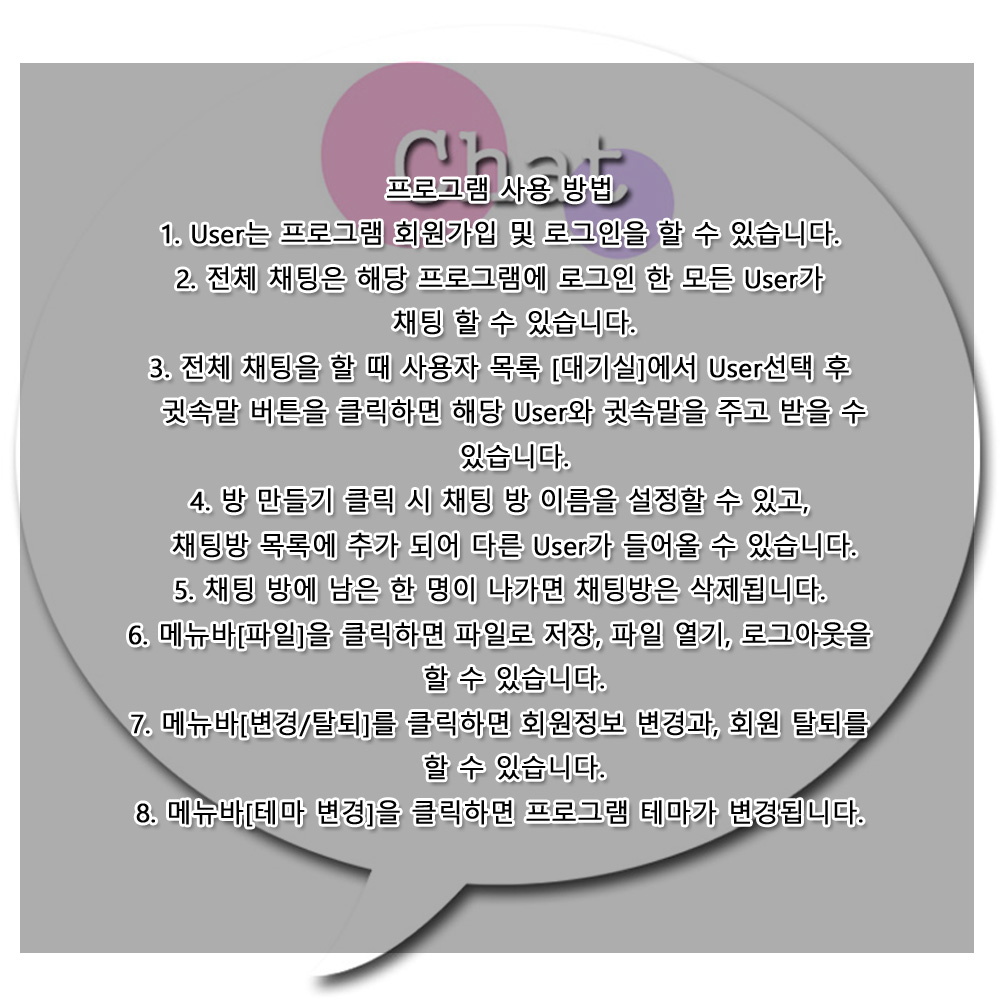 Chat
프로그램 사용 방법
1. User는 프로그램 회원가입 및 로그인을 할 수 있습니다.
2. 전체 채팅은 해당 프로그램에 로그인 한 모든 User가
채팅 할 수 있습니다.
3. 전체 채팅을 할 때 사용자 목록 [대기실]에서 User선택 후
귓속말 버튼을 클릭하면 해당 User와 귓속말을 주고 받을 수
있습니다.
4. 방 만들기 클릭 시 채팅 방 이름을 설정할 수 있고,
채팅방 목록에 추가 되어 다른 User가 들어올 수 있습니다.
5. 채팅 방에 남은 한 명이 나가면 채팅방은 삭제됩니다.
6. 메뉴바[파일]을 클릭하면 파일로 저장, 파일 열기, 로그아웃을
할 수 있습니다.
7. 메뉴바[변경/탈퇴]를 클릭하면 회원정보 변경과, 회원 탈퇴를
할 수 있습니다.
8. 메뉴바[테마 변경]을 클릭하면 프로그램 테마가 변경됩니다.